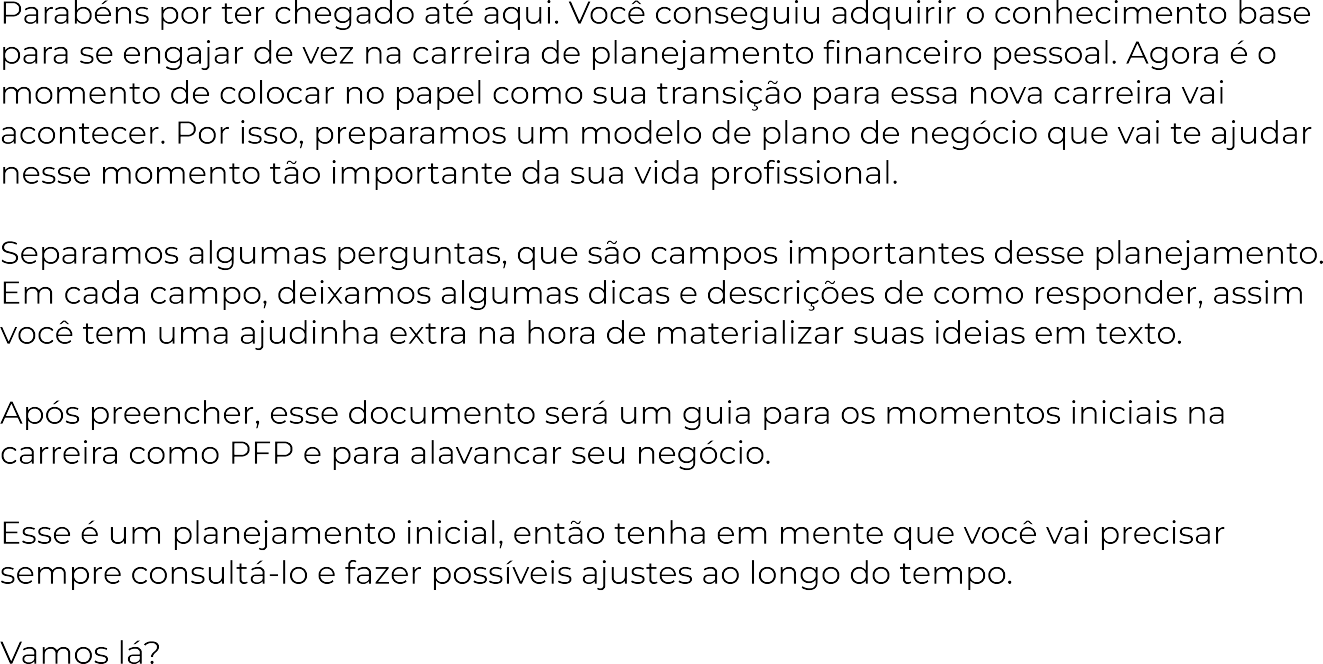 Parabéns por ter chegado até aqui. Você conseguiu adquirir o conhecimento base
para se engajar de vez na carreira de planejamento financeiro pessoal. Agora é o
momento de colocar no papel como sua transição para essa nova carreira vai
acontecer. Por isso, preparamos um modelo de plano de negócio que vai te ajudar
nesse momento tão importante da sua vida profissional.
Separamos algumas perguntas, que são campos importantes desse planejamento.
Em cada campo, deixamos algumas dicas e descrições de como responder, assim
você tem uma ajudinha extra na hora de materializar suas ideias em texto.
Após preencher, esse documento será um guia para os momentos iniciais na
carreira como PFP e para alavancar seu negócio.
Esse é um planejamento inicial, então tenha em mente que você vai precisar
sempre consultá-lo e fazer possíveis ajustes ao longo do tempo.
Vamos lá?